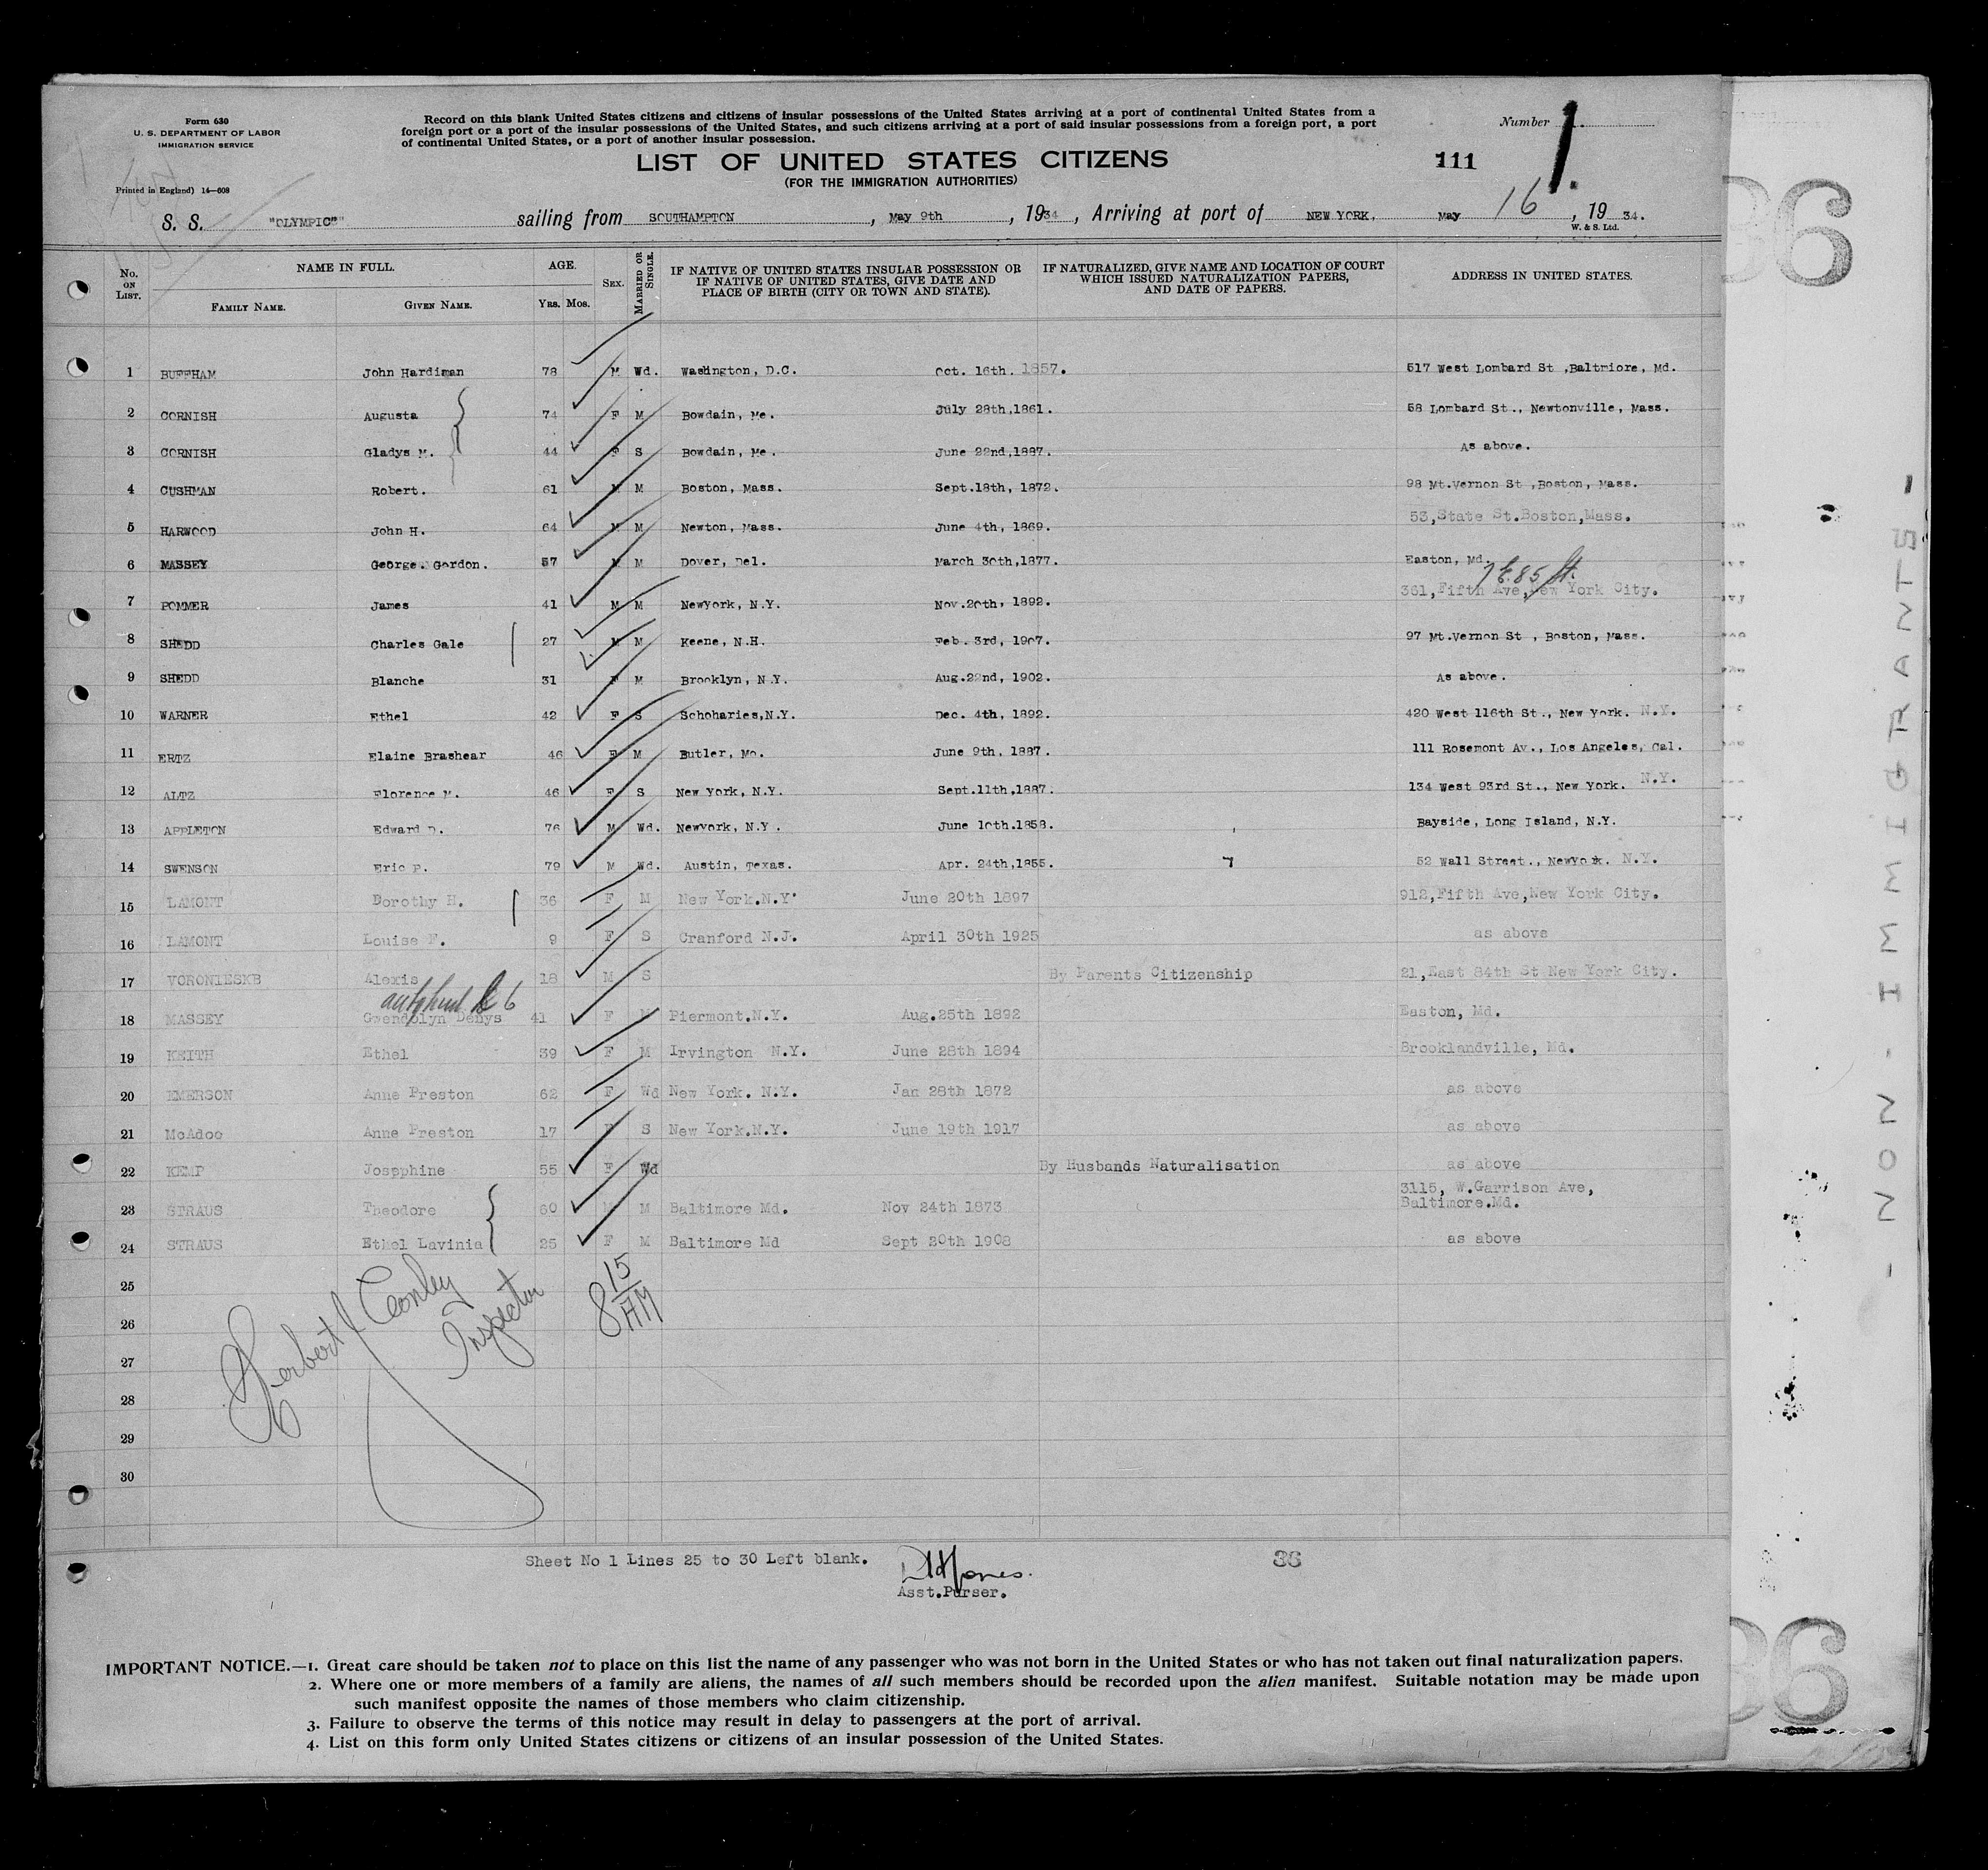 Form 630
U. S. DEPARTMENT OF LABOR
IMMIGRATION SERVICE
Printed in England) 14—608
Record on this blank United States citizens and citizens of insular possessions of the United States arriving at a port of continental United States from a
foreign port or a port of the insular possessions of the United States, and such citizens arriving at a port of said insular possessions from a foreign port, a port
of continental United States, or a port of another insular possession.
Number 1.
LIST OF UNITED STATES CITIZENS
111
(FOR THE IMMIGRATION AUTHORITIES)
S. S. "OLYMPIC" sailing from SOUTHAMPTON, May 9th, 1934, Arriving at port of NEW YORK, May 16, 19 34.
W. & S. Ltd.
No. ON LIST. NAME IN FULL. FAMILY NAME. GIVEN NAME. AGE. YRS. MOS. SEX. MARRIED OR SINGLE. IF NATIVE OF UNITED STATES INSULAR POSSESSION OR IF NATIVE OF UNITED STATES, GIVE DATE AND PLACE OF BIRTH (CITY OR TOWN AND STATE). IF NATURALIZED, GIVE NAME AND LOCATION OF COURT WHICH ISSUED NATURALIZATION PAPERS, AND DATE OF PAPERS. ADDRESS IN UNITED STATES.
1 BUFFHAM John Hardiman 78 M Wd. Washington, D.C. Oct. 16th. 1857. 517 West Lombard St ,Baltmiore, Md.
2 CORNISH Augusta 74 F M Bowdain, Me. July 28th,1861. 58 Lombard St., Newtonville, Mass.
3 CORNISH Gladys M. 44 F S Bowdain, Me. June 22nd,1887. As above.
4 CUSHMAN Robert. 61 M M Boston, Mass. Sept.18th, 1872. 98 Mt.Vernon St ,Boston, Mass.
5 HARWOOD John H. 64 M M Newton, Mass. June 4th, 1869. 53,State St.Boston,Mass.
6 MASSEY George. Gordon. 57 M M Dover, Del. March 30th,1877. Easton, Md.
7 E. 85 St.
7 POMMER James 41 M M NewYork, N.Y. Nov.20th, 1892. 361,Fifth Ave,New York City.
8 SHEDD Charles Gale 27 M M Keene, N.H. Feb. 3rd, 1907. 97 Mt.Vernon St , Boston, Mass.
9 SHEDD Blanche 31 F M Brooklyn, N.Y. Aug.22nd, 1902. As above.
10 WARNER Ethel 42 F S Schoharies,N.Y. Dec. 4th, 1892. 420 West 116th St., New York. N.Y.
11 ERTZ Elaine Brashear 46 F M Butler, Mo. June 9th, 1887. 111 Rosemont Av., Los Angeles, Cal.
12 ALTZ Florence M. 46 F S New York, N.Y. Sept.11th,1887. 134 West 93rd St., New York. N.Y.
13 APPLETON Edward D. 76 M Wd. NewYork, N.Y. June 10th.1858. Bayside, Long Island, N.Y.
14 SWENSON Eric P. 79 M Wd. Austin, Texas. Apr. 24th,1855. 52 Wall Street., NewYork. N.Y.
15 LAMONT Dorothy H. 36 F M New York.N.Y. June 20th 1897 912,Fifth Ave,New York City.
16 LAMONT Louise F. 9 F S Cranford N.J. April 30th 1925 as above
17 VORONIESKB Alexis 18 M S By Parents Citizenship 21,East 84th St New York City.
18 MASSEY Gwendolyn Denys 41 F M Piermont.N.Y. Aug.25th 1892 Easton, Md.
19 KEITH Ethel 39 F M Irvington N.Y. June 28th 1894 Brooklandville, Md.
20 EMERSON Anne Preston 62 F Wd New York. N.Y. Jan 28th 1872 as above
21 McAdoo Anne Preston 17 F S New York.N.Y. June 19th 1917 as above
22 KEMP Jospphine 55 F Wd By Husbands Naturalisation as above
23 STRAUS Theodore 60 M Baltimore Md. Nov 24th 1873 3115, W.Garrison Ave, Baltimore.Md.
24 STRAUS Ethel Lavinia 25 F M Baltimore Md Sept 20th 1908 as above
25
26
27
28
29
30
Herbert J Conley
Inspector
8 15 AM
Sheet No 1 Lines 25 to 30 Left blank.
Jones.
Asst.Purser.
36
IMPORTANT NOTICE.—1. Great care should be taken not to place on this list the name of any passenger who was not born in the United States or who has not taken out final naturalization papers.
2. Where one or more members of a family are aliens, the names of all such members should be recorded upon the alien manifest. Suitable notation may be made upon
such manifest opposite the names of those members who claim citizenship.
3. Failure to observe the terms of this notice may result in delay to passengers at the port of arrival.
4. List on this form only United States citizens or citizens of an insular possession of the United States.
36
- NON-IMMIGRANTS -
36